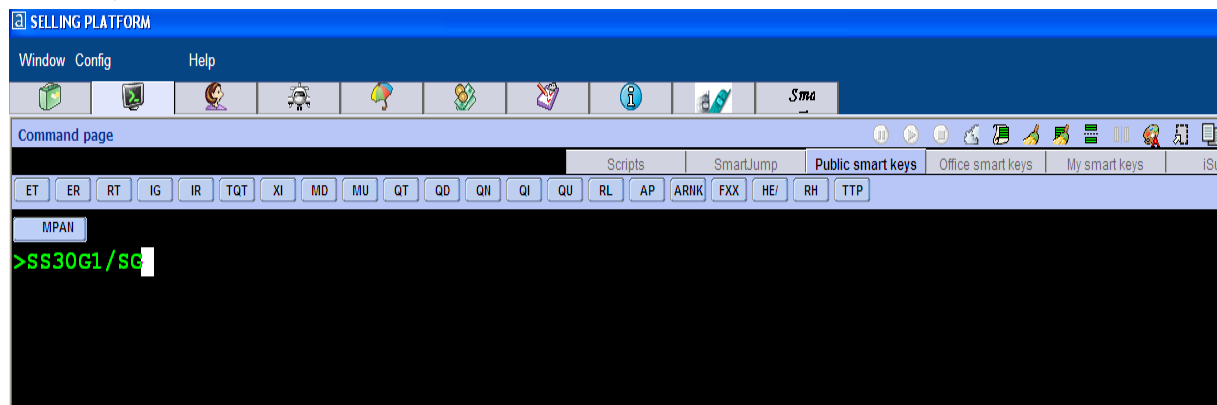 a SELLING PLATFORM
Window Config Help
Sma
Command page
Scripts SmartJump Public smart keys Office smart keys My smart keys iSu
ET ER RT IG IR TQT XI MD MU QT QD QN QI QU RL AP ARNK FXX HE/ RH TTP
MPAN
>SS30G1/SG